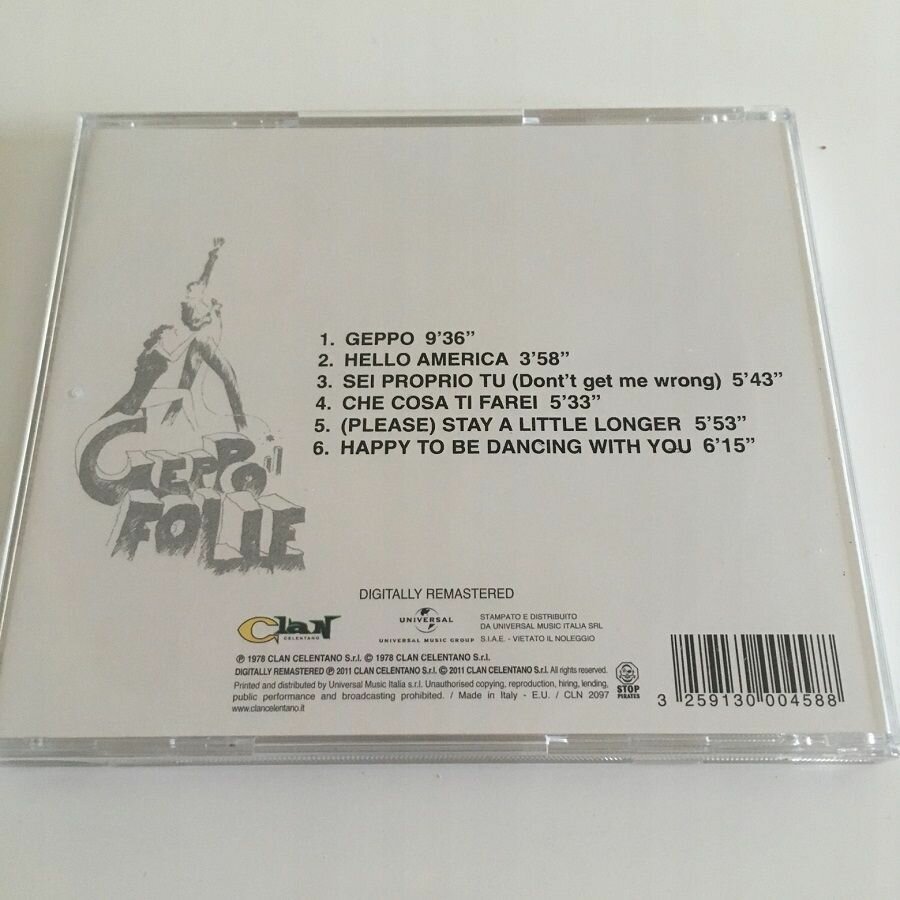 1. GEPPO 9’36”
2. HELLO AMERICA 3’58”
3. SEI PROPRIO TU (Dont’t get me wrong) 5’43”
4. CHE COSA TI FAREI 5’33”
5. (PLEASE) STAY A LITTLE LONGER 5’53”
6. HAPPY TO BE DANCING WITH YOU 6’15”
GEPPO"
FOLIE
DIGITALLY REMASTERED
Clan
CELENTANO
UNIVERSAL
UNIVERSAL MUSIC GROUP
STAMPATO E DISTRIBUITO
DA UNIVERSAL MUSIC ITALIA SRL
S.I.A.E. - VIETATO IL NOLEGGIO
℗ 1978 CLAN CELENTANO S.r.l. © 1978 CLAN CELENTANO S.r.l.
DIGITALLY REMASTERED ℗ 2011 CLAN CELENTANO S.r.l. © 2011 CLAN CELENTANO S.r.l. All rights reserved.
Printed and distributed by Universal Music Italia s.r.l. Unauthorised copying, reproduction, hiring, lending,
public performance and broadcasting prohibited. / Made in Italy - E.U. / CLN 2097
www.clancelentano.it
STOP
PIRATES
3 259130 004588